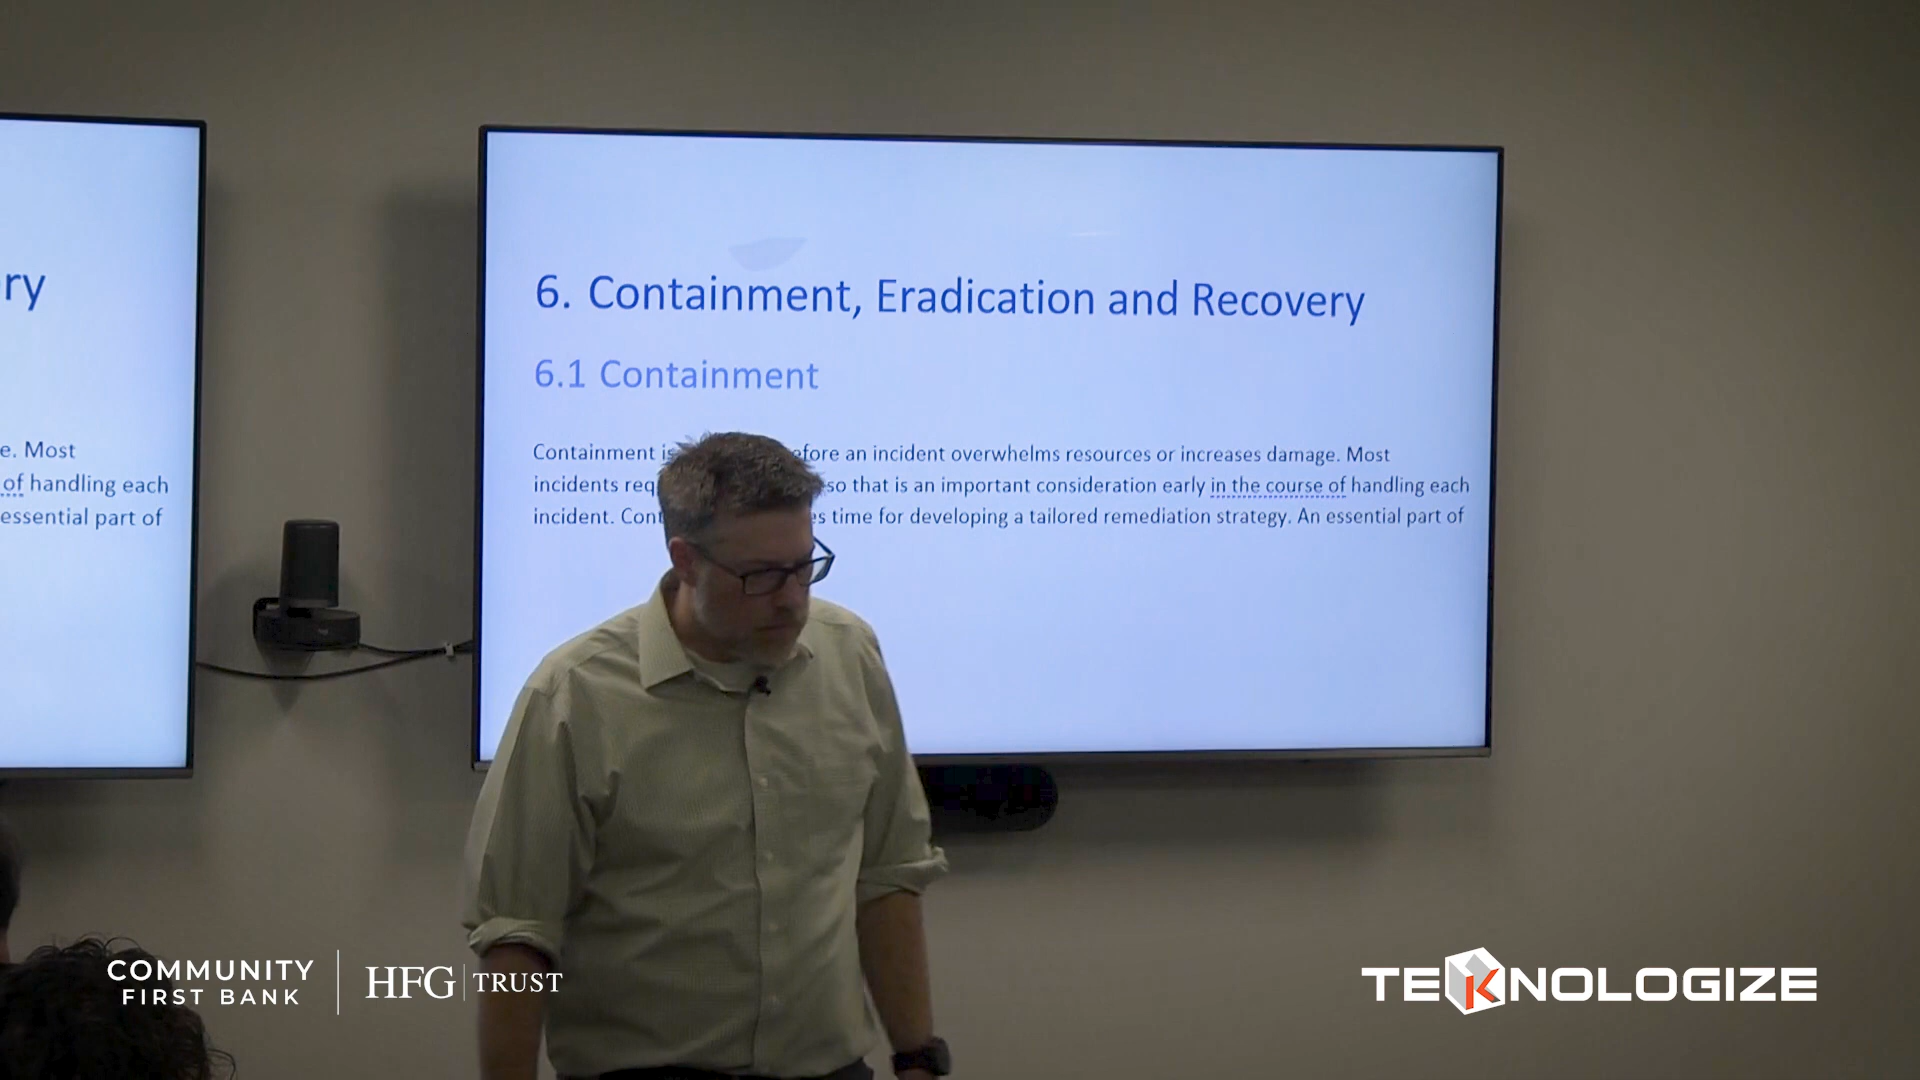 ry
e. Most
of handling each
essential part of
6. Containment, Eradication and Recovery
6.1 Containment
Containment is efore an incident overwhelms resources or increases damage. Most
incidents req so that is an important consideration early in the course of handling each
incident. Cont s time for developing a tailored remediation strategy. An essential part of
COMMUNITY
FIRST BANK
HFG TRUST
TEKNOLOGIZE